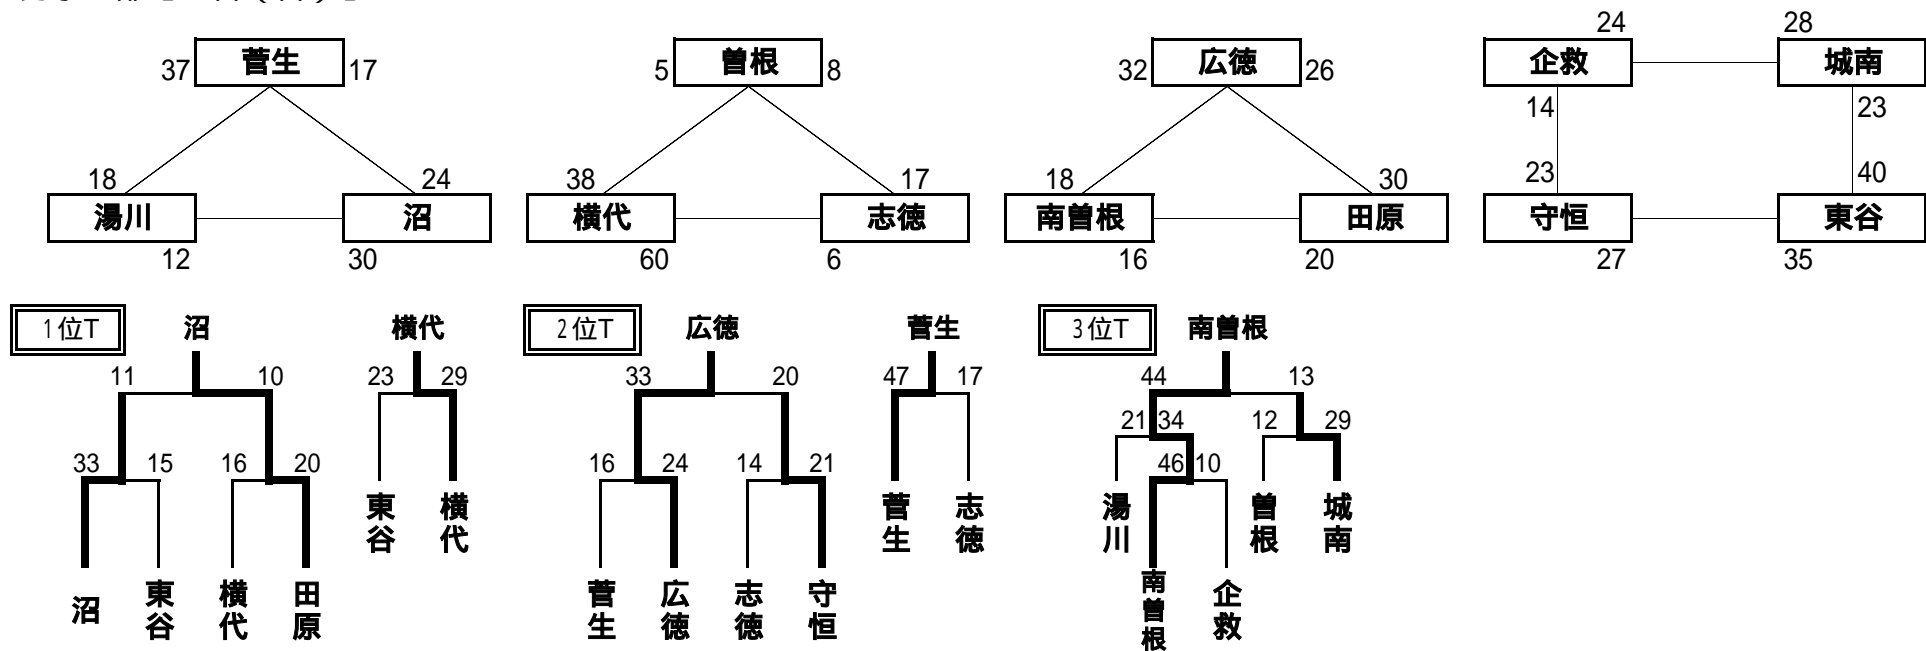 24 28
37 菅生 17 5 曽根 8 32 広徳 26 企救 城南
14 23
18 24 38 17 18 30 23 40
湯川 沼 横代 志徳 南曽根 田原 守恒 東谷
12 30 60 6 16 20 27 35
1位T 沼 横代 2位T 広徳 菅生 3位T 南曽根
11 10 23 29 33 20 47 17 44 13
21 34 12 29
33 15 16 20 16 24 14 21 46 10
東谷 横代 菅生 志徳 湯川 曽根 城南
沼 東谷 横代 田原 菅生 広徳 志徳 守恒 南曽根 企救